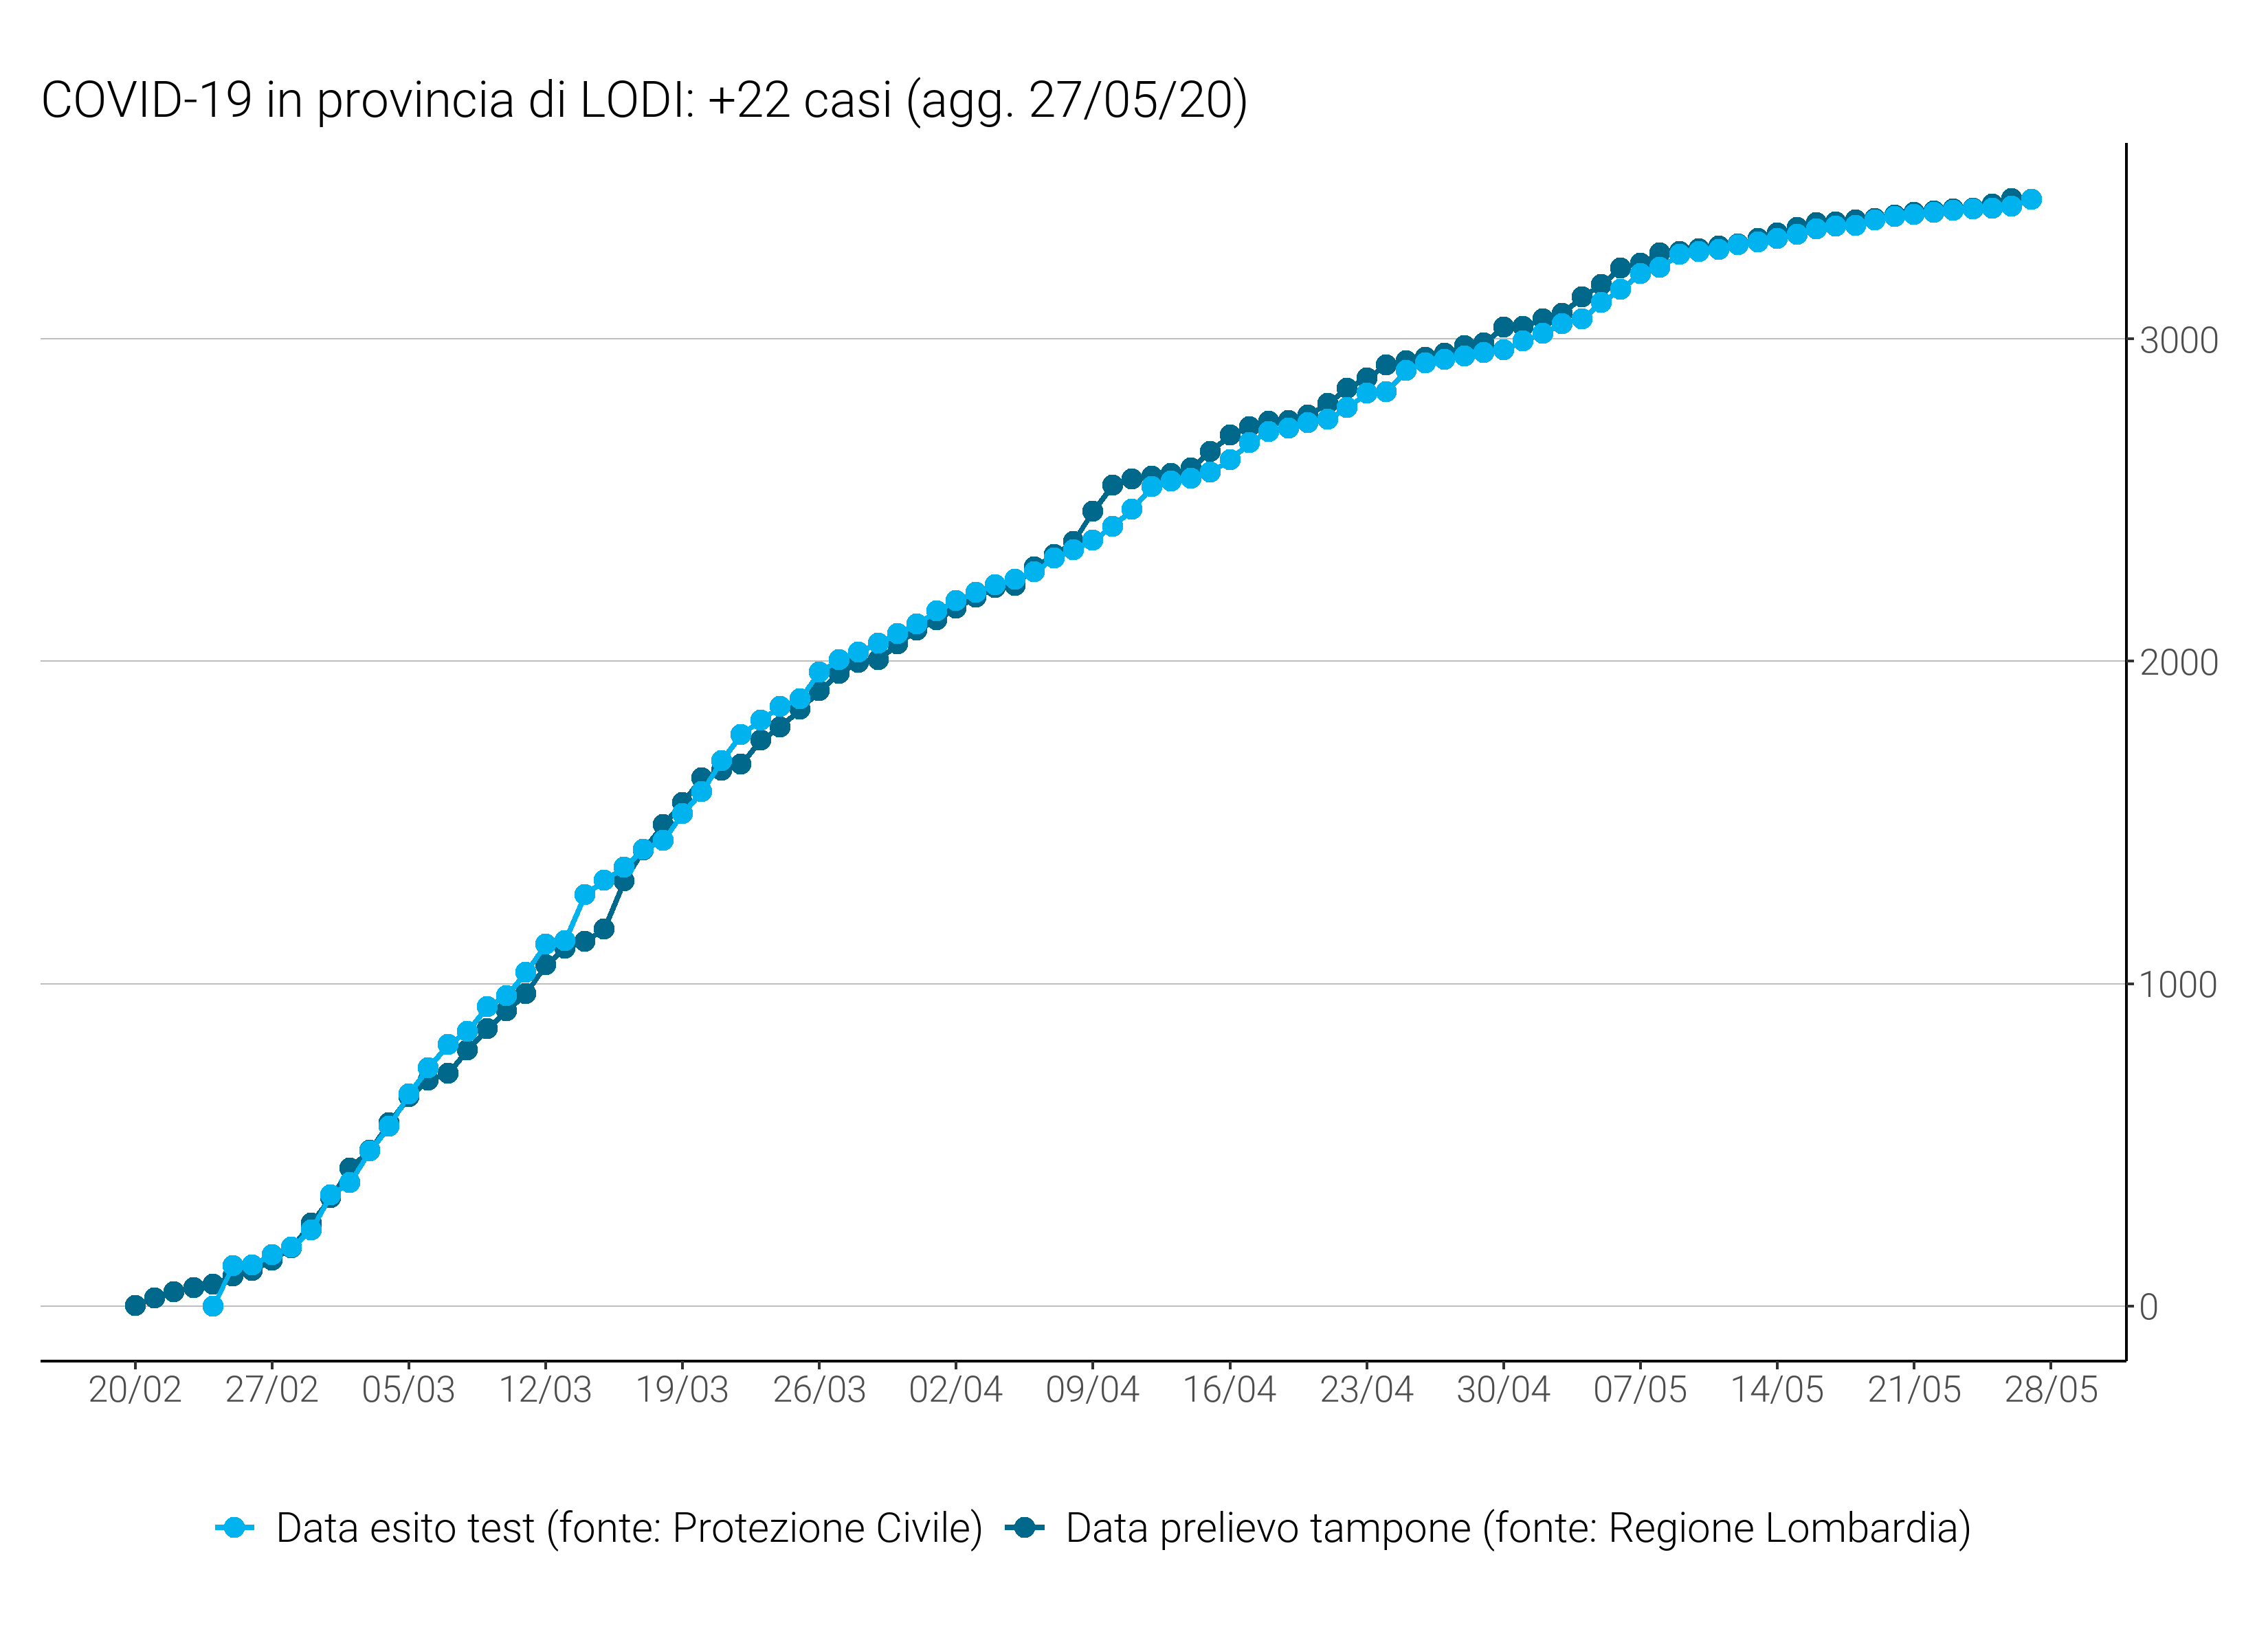 COVID-19 in provincia di LODI: +22 casi (agg. 27/05/20)
3000
2000
1000
0
20/02 27/02 05/03 12/03 19/03 26/03 02/04 09/04 16/04 23/04 30/04 07/05 14/05 21/05 28/05
Data esito test (fonte: Protezione Civile) Data prelievo tampone (fonte: Regione Lombardia)